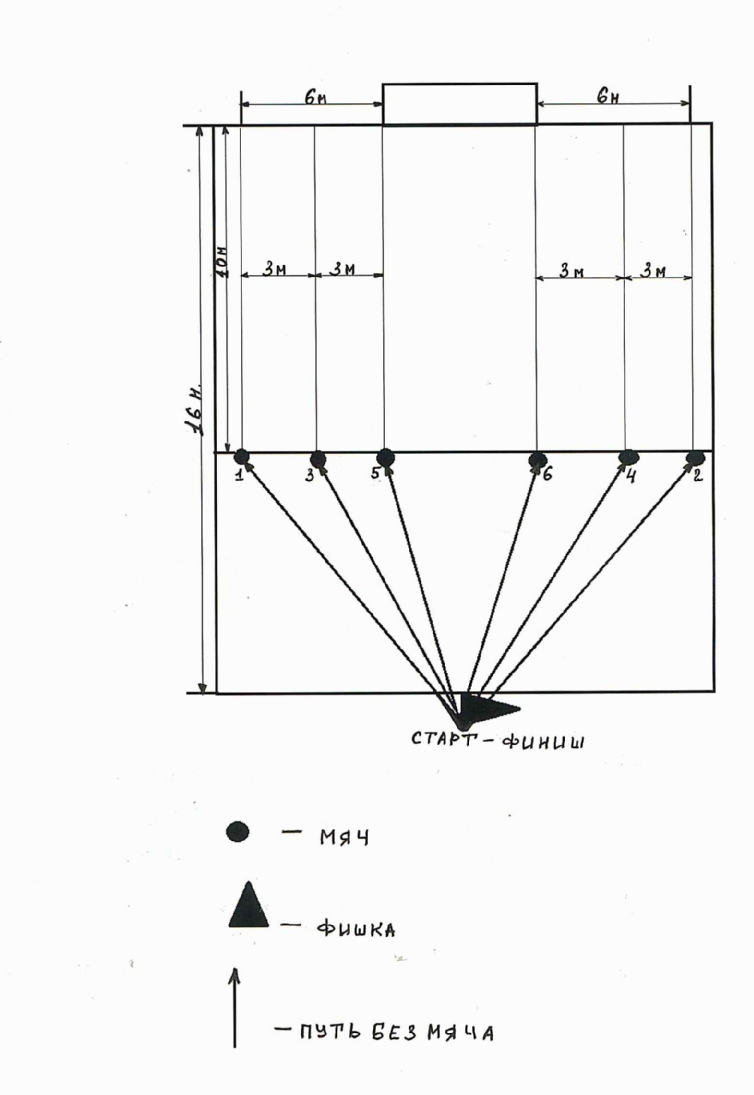 6м 6м
10м
3м 3м 3м 3м
16 м.
1 3 5 6 4 2
СТАРТ - ФИНИШ
- МЯЧ
- ФИШКА
- ПУТЬ БЕЗ МЯЧА